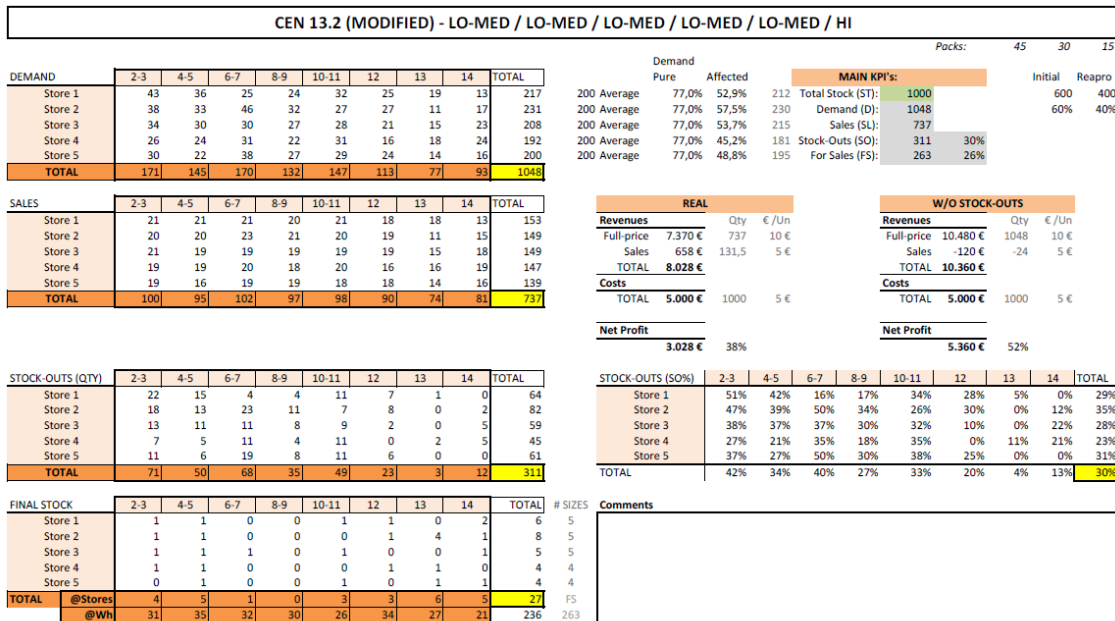 CEN 13.2 (MODIFIED) - LO-MED / LO-MED / LO-MED / LO-MED / LO-MED / HI
Packs: 45 30 15
Demand
DEMAND 2-3 4-5 6-7 8-9 10-11 12 13 14 TOTAL Pure Affected MAIN KPI's: Initial Reapro
Store 1 43 36 25 24 32 25 19 13 217 200 Average 77,0% 52,9% 212 Total Stock (ST): 1000 600 400
Store 2 38 33 46 32 27 27 11 17 231 200 Average 77,0% 57,5% 230 Demand (D): 1048 60% 40%
Store 3 34 30 30 27 28 21 15 23 208 200 Average 77,0% 53,7% 215 Sales (SL): 737
Store 4 26 24 31 22 31 16 18 24 192 200 Average 77,0% 45,2% 181 Stock-Outs (SO): 311 30%
Store 5 30 22 38 27 29 24 14 16 200 200 Average 77,0% 48,8% 195 For Sales (FS): 263 26%
TOTAL 171 145 170 132 147 113 77 93 1048
SALES 2-3 4-5 6-7 8-9 10-11 12 13 14 TOTAL REAL W/O STOCK-OUTS
Store 1 21 21 21 20 21 18 18 13 153 Revenues Qty €/Un Revenues Qty €/Un
Store 2 20 20 23 21 20 19 11 15 149 Full-price 7.370 € 737 10 € Full-price 10.480 € 1048 10 €
Store 3 21 19 19 19 19 19 15 18 149 Sales 658 € 131,5 5 € Sales -120 € -24 5 €
Store 4 19 19 20 18 20 16 16 19 147 TOTAL 8.028 € TOTAL 10.360 €
Store 5 19 16 19 19 18 18 14 16 139 Costs Costs
TOTAL 100 95 102 97 98 90 74 81 737 TOTAL 5.000 € 1000 5 € TOTAL 5.000 € 1000 5 €
Net Profit Net Profit
3.028 € 38% 5.360 € 52%
STOCK-OUTS (QTY) 2-3 4-5 6-7 8-9 10-11 12 13 14 TOTAL STOCK-OUTS (SO%) 2-3 4-5 6-7 8-9 10-11 12 13 14 TOTAL
Store 1 22 15 4 4 11 7 1 0 64 Store 1 51% 42% 16% 17% 34% 28% 5% 0% 29%
Store 2 18 13 23 11 7 8 0 2 82 Store 2 47% 39% 50% 34% 26% 30% 0% 12% 35%
Store 3 13 11 11 8 9 2 0 5 59 Store 3 38% 37% 37% 30% 32% 10% 0% 22% 28%
Store 4 7 5 11 4 11 0 2 5 45 Store 4 27% 21% 35% 18% 35% 0% 11% 21% 23%
Store 5 11 6 19 8 11 6 0 0 61 Store 5 37% 27% 50% 30% 38% 25% 0% 0% 31%
TOTAL 71 50 68 35 49 23 3 12 311 TOTAL 42% 34% 40% 27% 33% 20% 4% 13% 30%
FINAL STOCK 2-3 4-5 6-7 8-9 10-11 12 13 14 TOTAL # SIZES Comments
Store 1 1 1 0 0 1 1 0 2 6 5
Store 2 1 1 0 0 0 1 4 1 8 5
Store 3 1 1 1 0 1 0 0 1 5 5
Store 4 1 1 0 0 0 1 1 0 4 4
Store 5 0 1 0 0 1 0 1 1 4 4
TOTAL @Stores 4 5 1 0 3 3 6 5 27 FS
@Wh 31 35 32 30 26 34 27 21 236 263